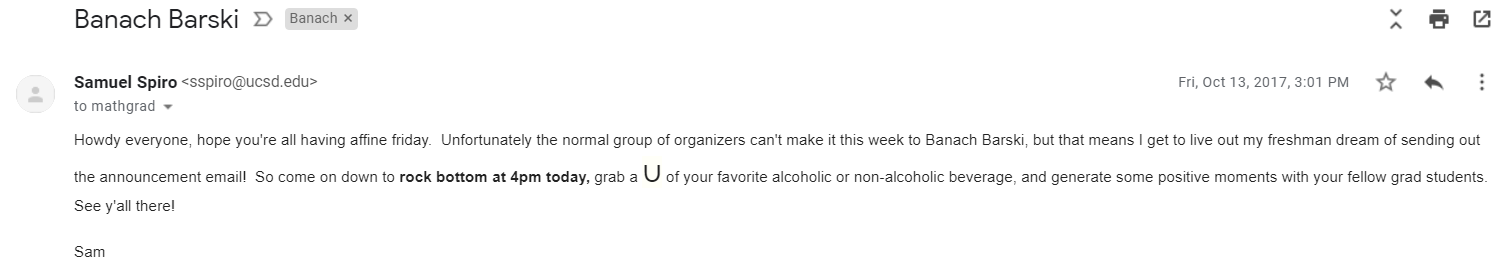 Banach Barski
Banach ×
Samuel Spiro <sspiro@ucsd.edu>
Fri, Oct 13, 2017, 3:01 PM
to mathgrad
Howdy everyone, hope you're all having affine friday.  Unfortunately the normal group of organizers can't make it this week to Banach Barski, but that means I get to live out my freshman dream of sending out
the announcement email!  So come on down to rock bottom at 4pm today, grab a ∪ of your favorite alcoholic or non-alcoholic beverage, and generate some positive moments with your fellow grad students.
See y'all there!
Sam